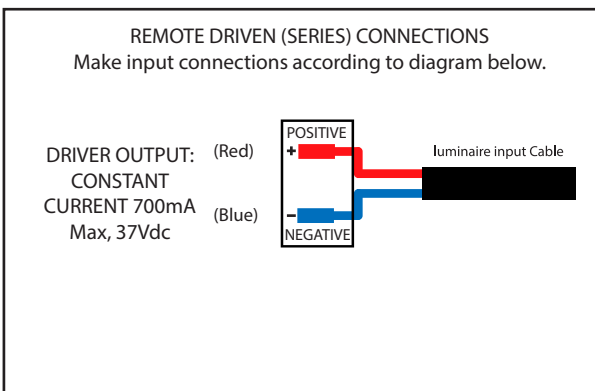 REMOTE DRIVEN (SERIES) CONNECTIONS
Make input connections according to diagram below.
DRIVER OUTPUT:
CONSTANT
CURRENT 700mA
Max, 37Vdc
(Red)
(Blue)
POSITIVE
+
−
NEGATIVE
luminaire input Cable